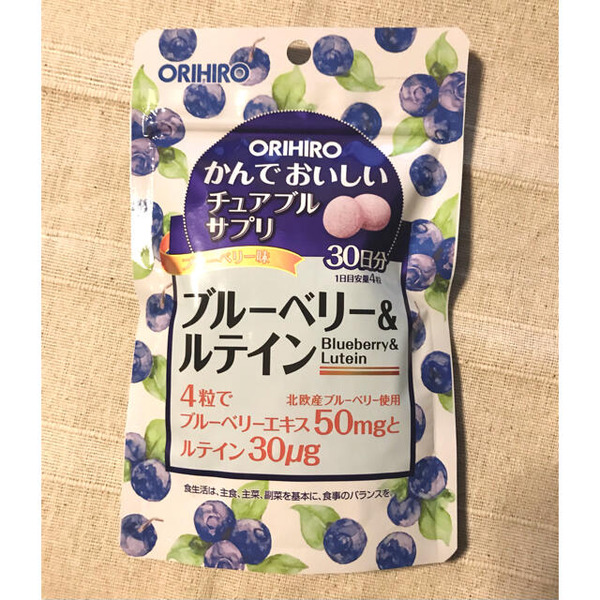 ORIHIRO
ORIHIRO
かんでおいしい
チュアブル
サプリ
ベリー味
30日分
1日目安量4粒
ブルーベリー&
ルテイン
Blueberry&
Lutein
4粒で
北欧産ブルーベリー使用
ブルーベリーエキス50mgと
ルテイン30μg
食生活は、主食、主菜、副菜を基本に、食事のバランスを。